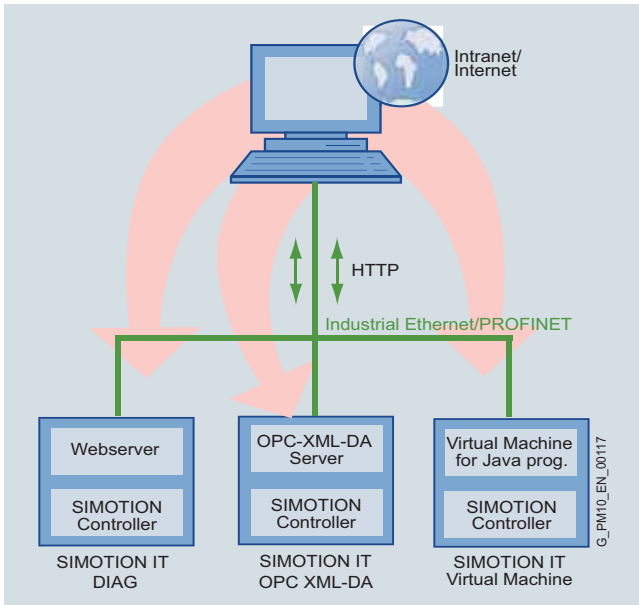 Intranet/
Internet
HTTP
Industrial Ethernet/PROFINET
Webserver
SIMOTION
Controller
SIMOTION IT
DIAG
OPC-XML-DA
Server
SIMOTION
Controller
SIMOTION IT
OPC XML-DA
Virtual Machine
for Java prog.
SIMOTION
Controller
SIMOTION IT
Virtual Machine
G_PM10_EN_00117